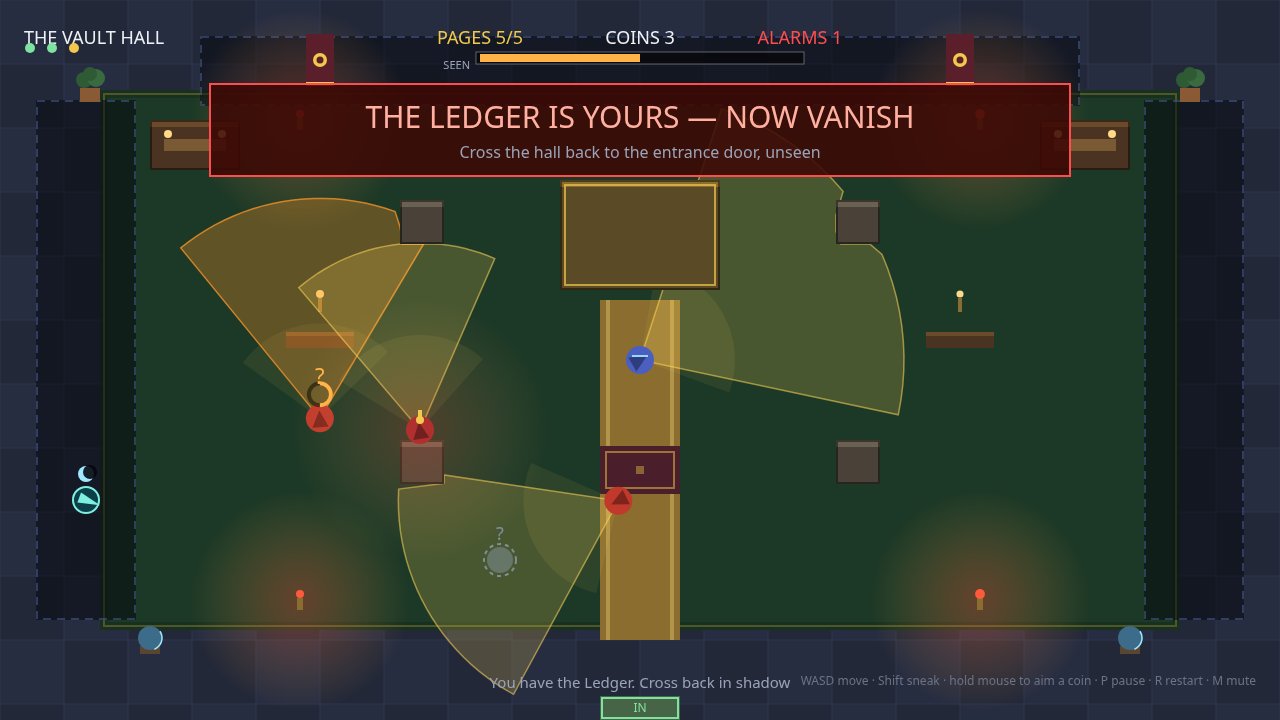 THE VAULT HALL
PAGES 5/5
COINS 3
ALARMS 1
SEEN
THE LEDGER IS YOURS — NOW VANISH
Cross the hall back to the entrance door, unseen
?
?
You have the Ledger. Cross back in shadow
WASD move · Shift sneak · hold mouse to aim a coin · P pause · R restart · M mute
IN